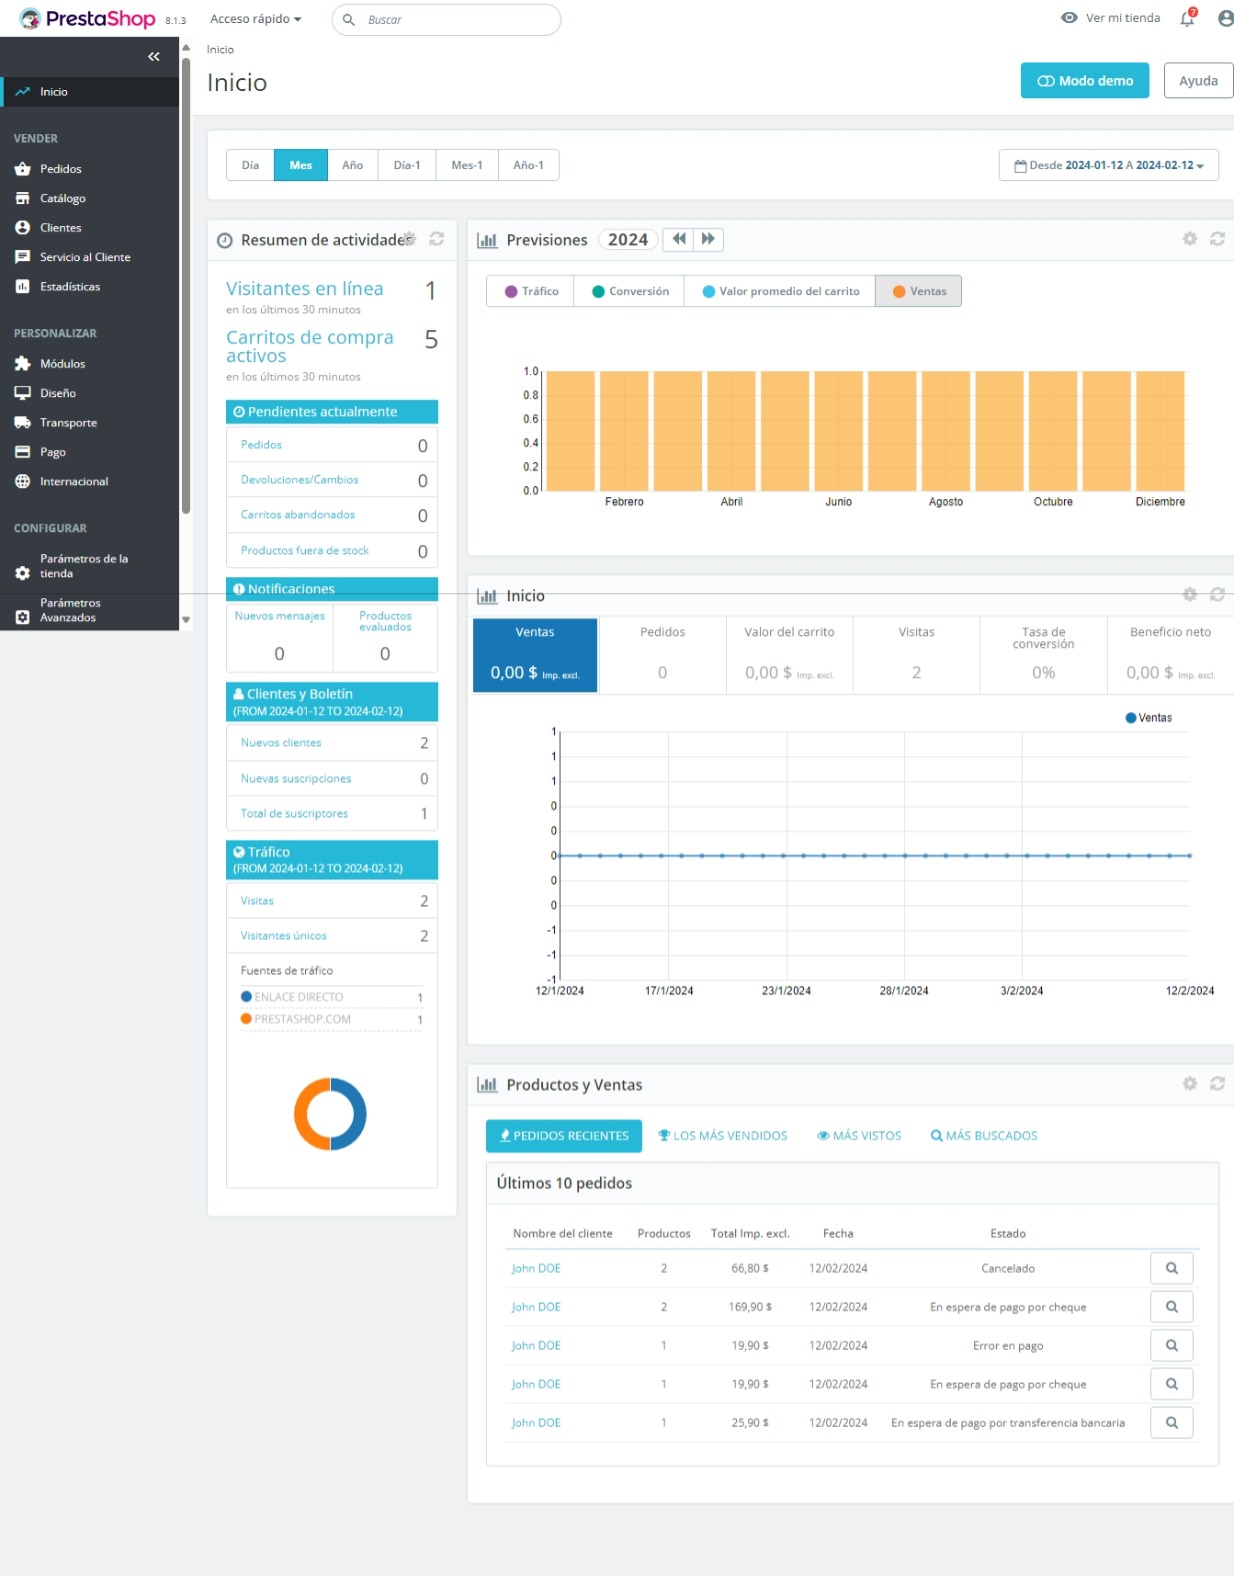 PrestaShop 8.1.3 Acceso rápido Buscar Ver mi tienda 7
Inicio
Inicio
Modo demo Ayuda
Inicio
VENDER
Pedidos
Catálogo
Clientes
Servicio al Cliente
Estadísticas
PERSONALIZAR
Módulos
Diseño
Transporte
Pago
Internacional
CONFIGURAR
Parámetros de la
tienda
Parámetros
Avanzados
Día Mes Año Día-1 Mes-1 Año-1
Desde 2024-01-12 A 2024-02-12
Resumen de actividades
Visitantes en línea 1
en los últimos 30 minutos
Carritos de compra
activos 5
en los últimos 30 minutos
Pendientes actualmente
Pedidos 0
Devoluciones/Cambios 0
Carritos abandonados 0
Productos fuera de stock 0
Notificaciones
Nuevos mensajes
0
Productos
evaluados
0
Clientes y Boletín
(FROM 2024-01-12 TO 2024-02-12)
Nuevos clientes 2
Nuevas suscripciones 0
Total de suscriptores 1
Tráfico
(FROM 2024-01-12 TO 2024-02-12)
Visitas 2
Visitantes únicos 2
Fuentes de tráfico
ENLACE DIRECTO 1
PRESTASHOP.COM 1
Previsiones 2024
Tráfico Conversión Valor promedio del carrito Ventas
1.0
0.8
0.6
0.4
0.2
0.0
Febrero Abril Junio Agosto Octubre Diciembre
Inicio
Ventas
0,00 $ Imp. excl.
Pedidos
0
Valor del carrito
0,00 $ Imp. excl.
Visitas
2
Tasa de
conversión
0%
Beneficio neto
0,00 $ Imp. excl.
Ventas
1
1
1
0
0
0
0
0
-1
-1
-1
12/1/2024 17/1/2024 23/1/2024 28/1/2024 3/2/2024 12/2/2024
Productos y Ventas
PEDIDOS RECIENTES LOS MÁS VENDIDOS MÁS VISTOS MÁS BUSCADOS
Últimos 10 pedidos
Nombre del cliente Productos Total Imp. excl. Fecha Estado
John DOE 2 66,80 $ 12/02/2024 Cancelado
John DOE 2 169,90 $ 12/02/2024 En espera de pago por cheque
John DOE 1 19,90 $ 12/02/2024 Error en pago
John DOE 1 19,90 $ 12/02/2024 En espera de pago por cheque
John DOE 1 25,90 $ 12/02/2024 En espera de pago por transferencia bancaria